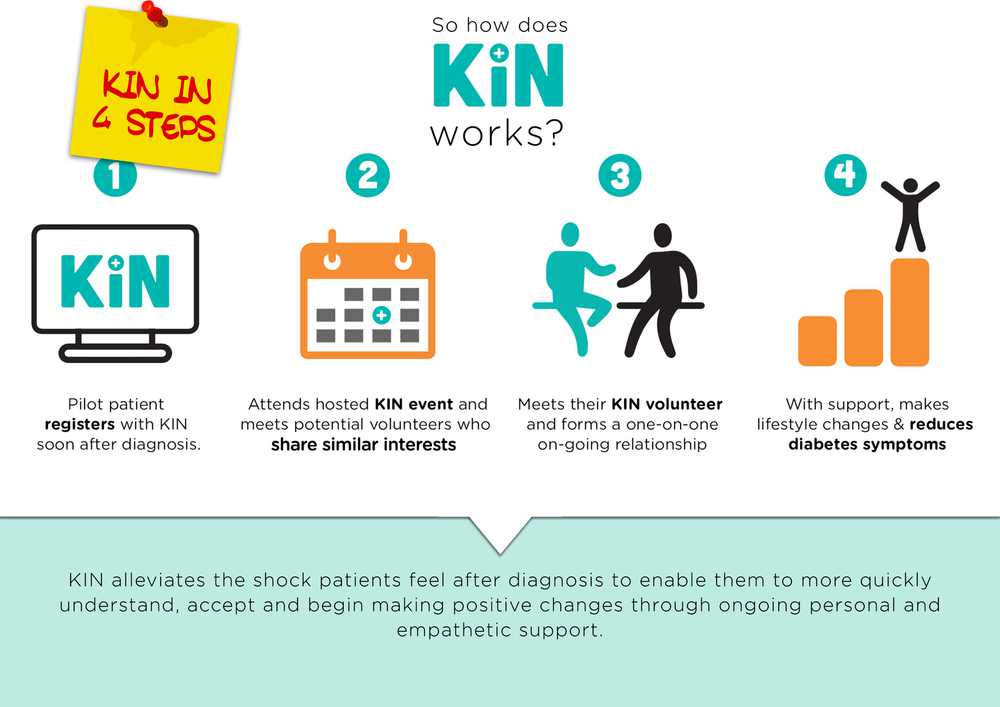 KIN IN
4 STEPS
So how does
KiN
works?
1
2
3
4
KiN
Pilot patient
registers with KIN
soon after diagnosis.
Attends hosted KIN event and
meets potential volunteers who
share similar interests
Meets their KIN volunteer
and forms a one-on-one
on-going relationship
With support, makes
lifestyle changes & reduces
diabetes symptoms
KIN alleviates the shock patients feel after diagnosis to enable them to more quickly
understand, accept and begin making positive changes through ongoing personal and
empathetic support.